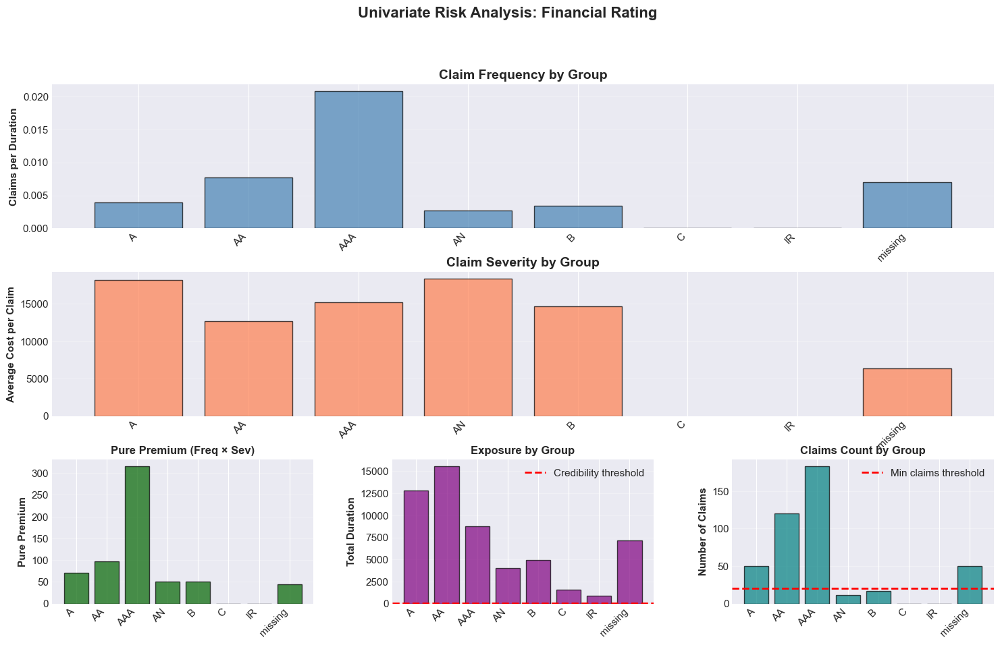 Univariate Risk Analysis: Financial Rating
Claim Frequency by Group
Claims per Duration
0.020
0.015
0.010
0.005
0.000
A
AA
AAA
AN
B
C
IR
missing
Claim Severity by Group
Average Cost per Claim
15000
10000
5000
0
A
AA
AAA
AN
B
C
IR
missing
Pure Premium (Freq × Sev)
Pure Premium
300
250
200
150
100
50
0
A
AA
AAA
AN
B
C
IR
missing
Exposure by Group
Credibility threshold
Total Duration
15000
12500
10000
7500
5000
2500
0
A
AA
AAA
AN
B
C
IR
missing
Claims Count by Group
Min claims threshold
Number of Claims
150
100
50
0
A
AA
AAA
AN
B
C
IR
missing